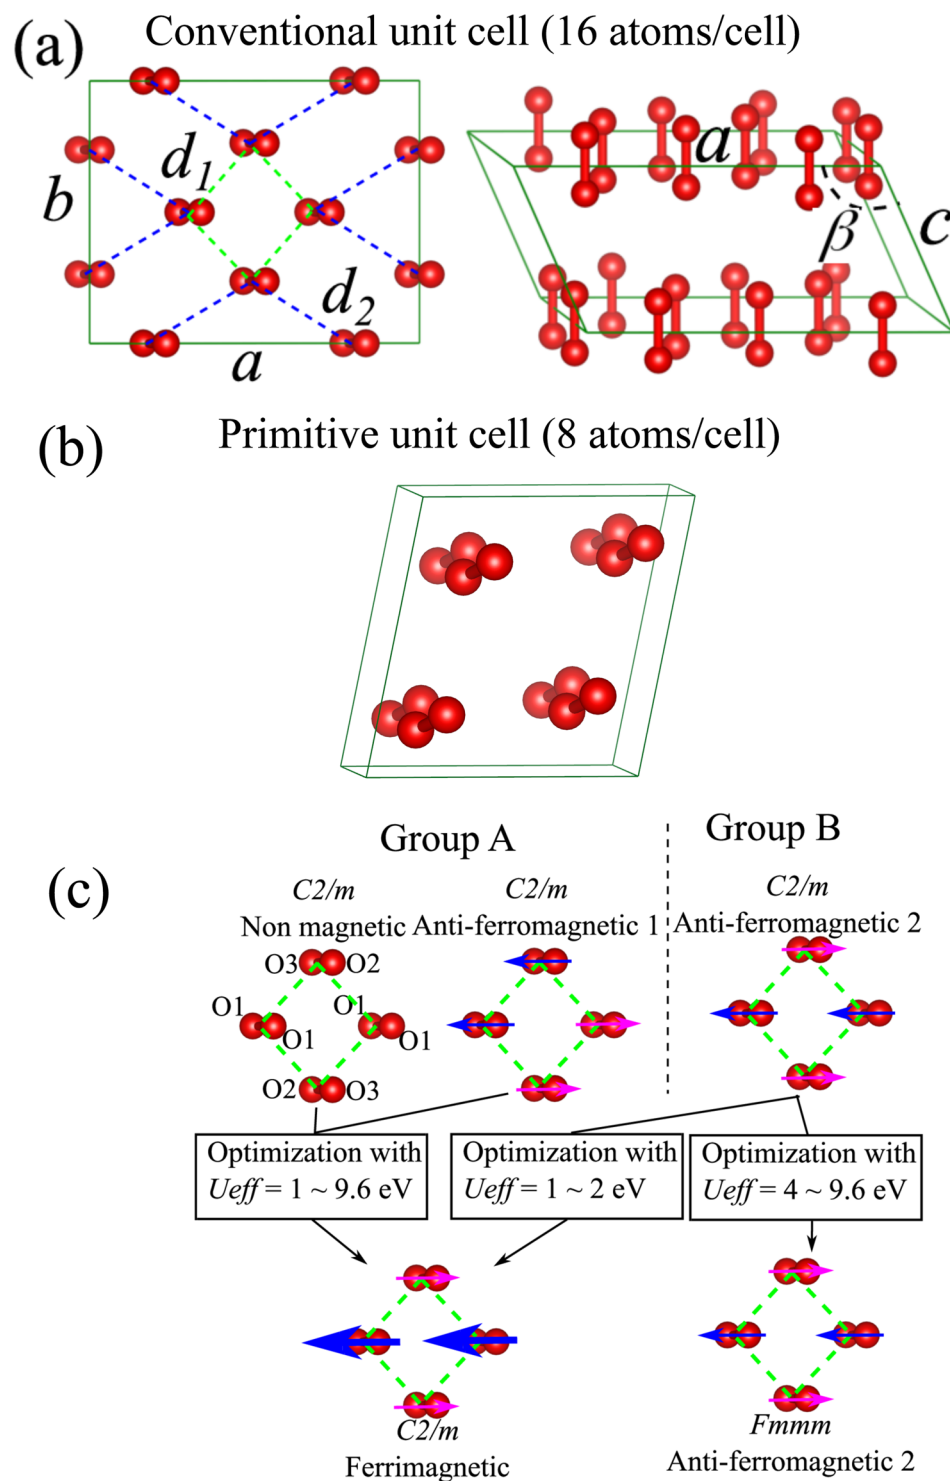 (a)
Conventional unit cell (16 atoms/cell)
d1
b
d2
a
a
β
c
(b)
Primitive unit cell (8 atoms/cell)
Group A
Group B
(c)
C2/m
Non magnetic
C2/m
Anti-ferromagnetic 1
C2/m
Anti-ferromagnetic 2
O3
O2
O1
O1
O1
O1
O2
O3
Optimization with
Ueff = 1 ~ 9.6 eV
Optimization with
Ueff = 1 ~ 2 eV
Optimization with
Ueff = 4 ~ 9.6 eV
C2/m
Ferrimagnetic
Fmmm
Anti-ferromagnetic 2